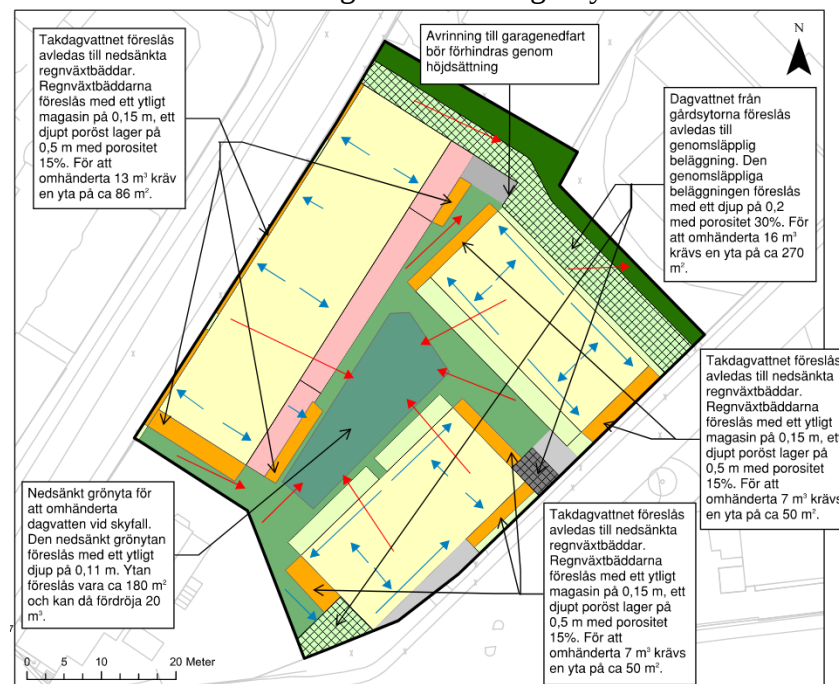 Takdagvattnet föreslås
avledas till nedsänkta
regnväxtbäddar.
Regnväxtbäddarna
föreslås med ett ytligt
magasin på 0,15 m, ett
djupt poröst lager på
0,5 m med porositet
15%. För att
omhänderta 13 m³ kräv
en yta på ca 86 m².
Avrinning till garagenedfart
bör förhindras genom
höjdsättning
N
Dagvattnet från
gårdsytorna föreslås
avledas till
genomsläpplig
beläggning. Den
genomsläppliga
beläggningen föreslås
med ett djup på 0,2
med porositet 30%. För
att omhänderta 16 m³
krävs en yta på ca 270
m².
Takdagvattnet föreslås
avledas till nedsänkta
regnväxtbäddar.
Regnväxtbäddarna
föreslås med ett ytligt
magasin på 0,15 m, ett
djupt poröst lager på
0,5 m med porositet
15%. För att
omhänderta 7 m³ krävs
en yta på ca 50 m².
Nedsänkt grönyta för
att omhänderta
dagvatten vid skyfall.
Den nedsänkt grönytan
föreslås med ett ytligt
djup på 0,11 m. Ytan
föreslås vara ca 180 m²
och kan då fördröja 20
m³.
Takdagvattnet föreslås
avledas till nedsänkta
regnväxtbäddar.
Regnväxtbäddarna
föreslås med ett ytligt
magasin på 0,15 m, ett
djupt poröst lager på
0,5 m med porositet
15%. För att
omhänderta 7 m³ krävs
en yta på ca 50 m².
7
0 5 10 20 Meter